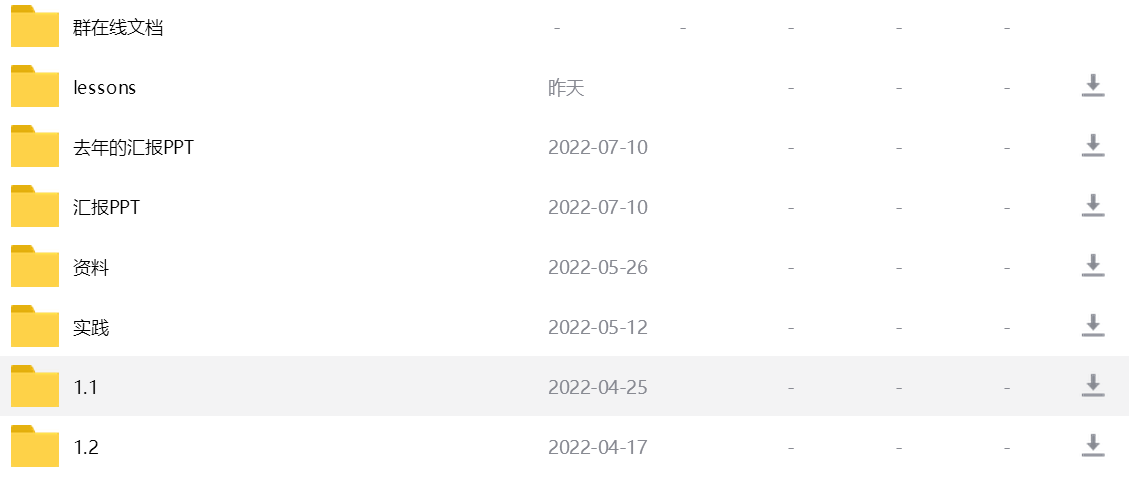 群在线文档 - - - - -
lessons 昨天 - - -
去年的汇报PPT 2022-07-10 - - -
汇报PPT 2022-07-10 - - -
资料 2022-05-26 - - -
实践 2022-05-12 - - -
1.1 2022-04-25 - - -
1.2 2022-04-17 - - -